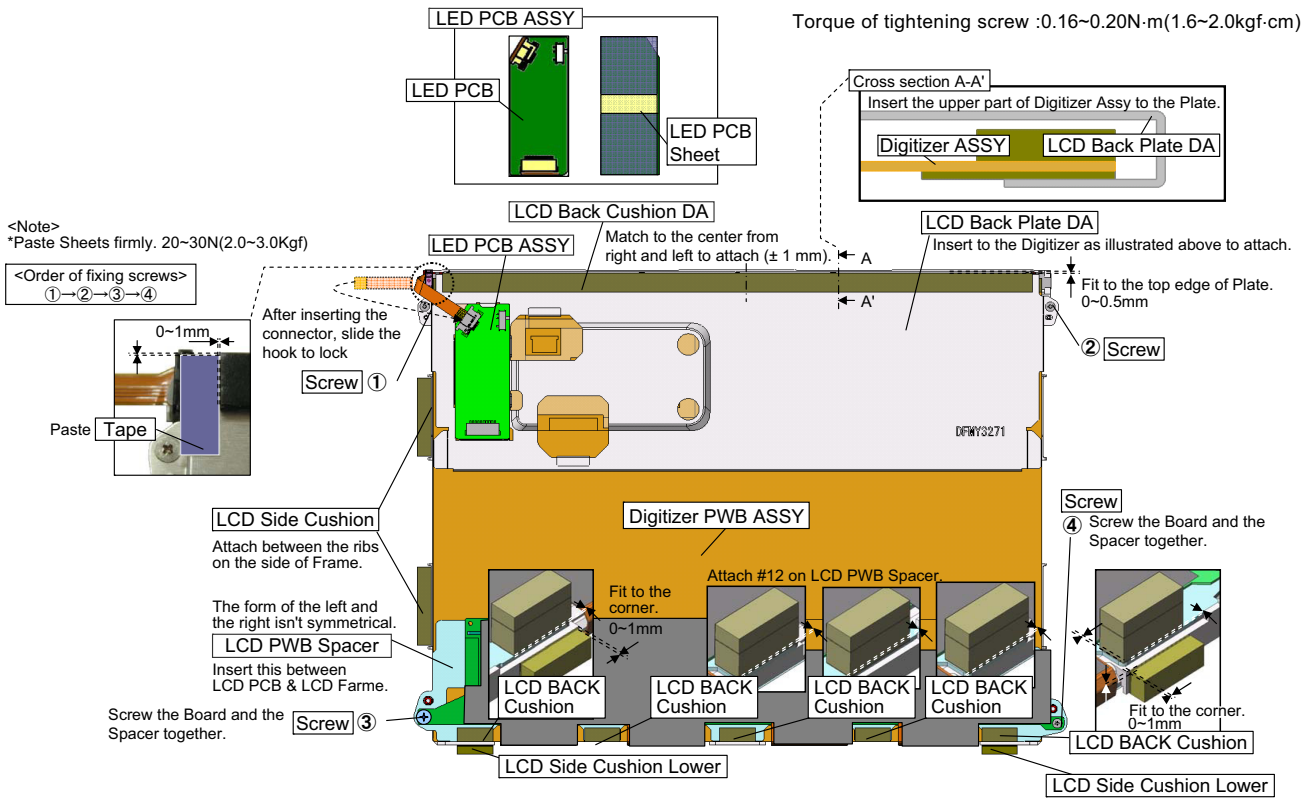 LED PCB ASSY
Torque of tightening screw :0.16~0.20N·m(1.6~2.0kgf·cm)
LED PCB
LED PCB
Sheet
Cross section A-A'
Insert the upper part of Digitizer Assy to the Plate.
Digitizer ASSY
LCD Back Plate DA
<Note>
*Paste Sheets firmly. 20~30N(2.0~3.0Kgf)
<Order of fixing screws>
①→②→③→④
LCD Back Cushion DA
Match to the center from
right and left to attach (± 1 mm).
LED PCB ASSY
LCD Back Plate DA
Insert to the Digitizer as illustrated above to attach.
A
A'
Fit to the top edge of Plate.
0~0.5mm
After inserting the
connector, slide the
hook to lock
Screw ①
② Screw
0~1mm
Paste Tape
DFMY3271
LCD Side Cushion
Attach between the ribs
on the side of Frame.
Digitizer PWB ASSY
Screw
④ Screw the Board and the
Spacer together.
The form of the left and
the right isn't symmetrical.
LCD PWB Spacer
Insert this between
LCD PCB & LCD Farme.
Attach #12 on LCD PWB Spacer.
Fit to the
corner.
0~1mm
Screw the Board and the
Spacer together.
Screw ③
LCD BACK
Cushion
LCD BACK
Cushion
LCD BACK
Cushion
LCD BACK
Cushion
Fit to the corner.
0~1mm
LCD BACK Cushion
LCD Side Cushion Lower
LCD Side Cushion Lower